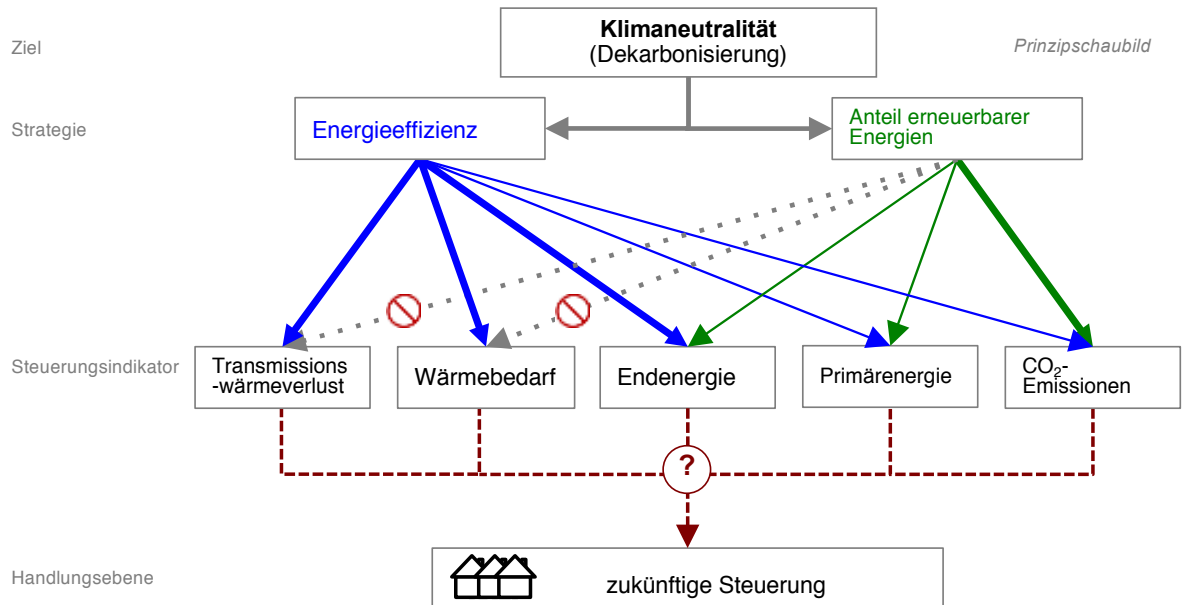 Ziel
Klimaneutralität
(Dekarbonisierung)
Prinzipschaubild
Strategie
Energieeffizienz
Anteil erneuerbarer
Energien
Steuerungsindikator
Transmissions
-wärmeverlust
Wärmebedarf
Endenergie
Primärenergie
CO₂-
Emissionen
?
Handlungsebene
zukünftige Steuerung